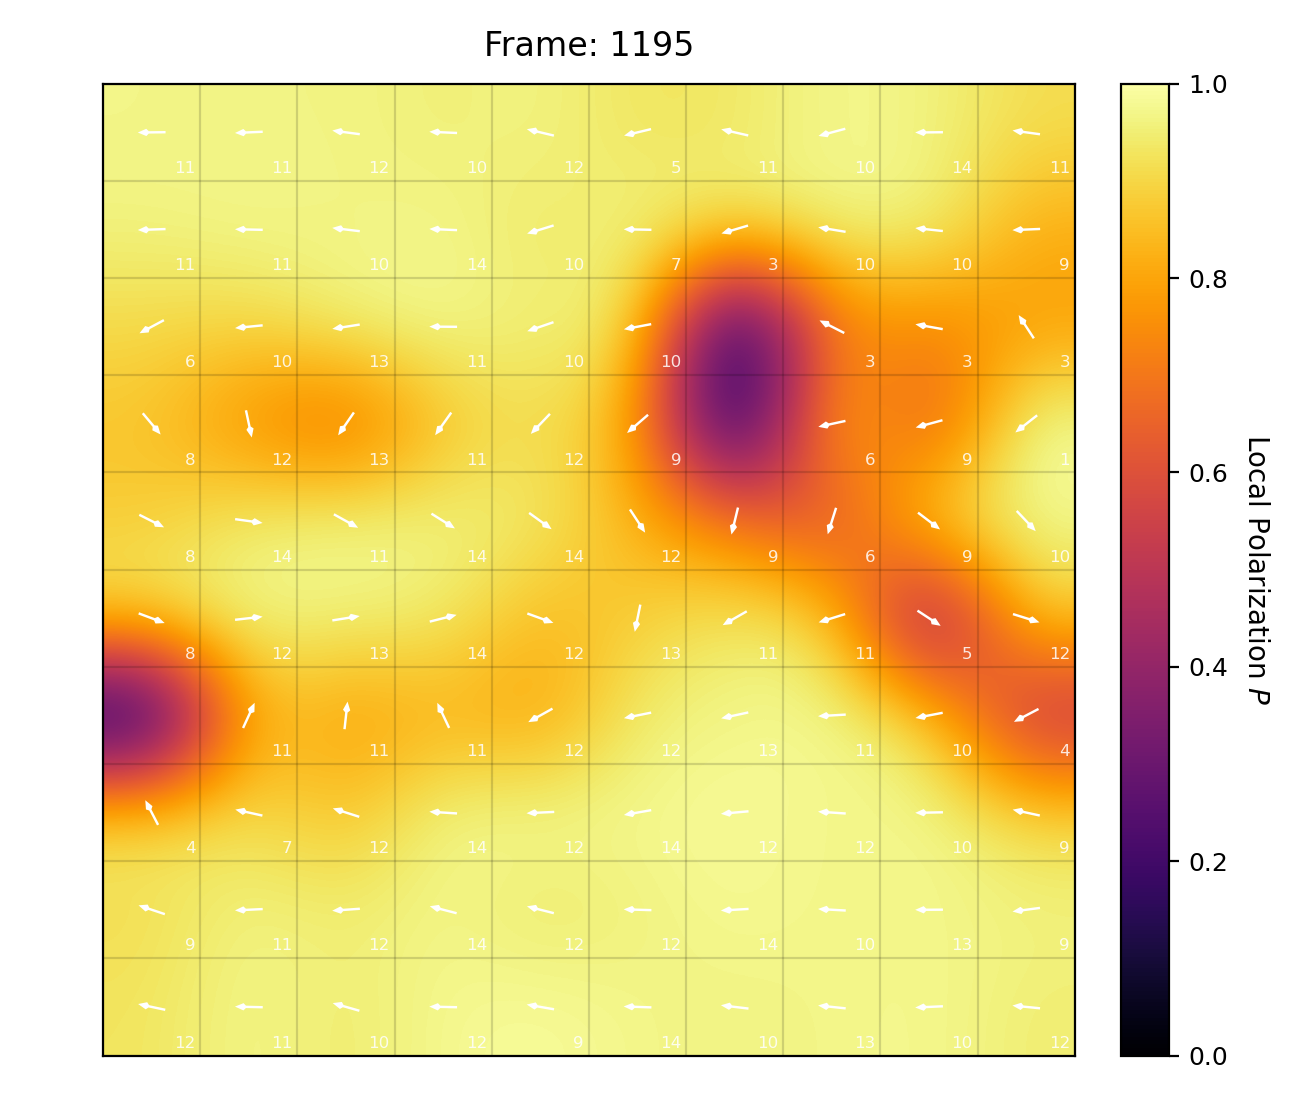 Frame: 1195
11 11 12 10 12 5 11 10 14 11
11 11 10 14 10 7 3 10 10 9
6 10 13 11 10 10 3 3 3
8 12 13 11 12 9 6 9 1
8 14 11 14 14 12 9 6 9 10
8 12 13 14 12 13 11 11 5 12
11 11 11 12 12 13 11 10 4
4 7 12 14 12 14 12 12 10 9
9 11 12 14 12 12 14 10 13 9
12 11 10 12 9 14 10 13 10 12
1.0
0.8
0.6
0.4
0.2
0.0
Local Polarization P